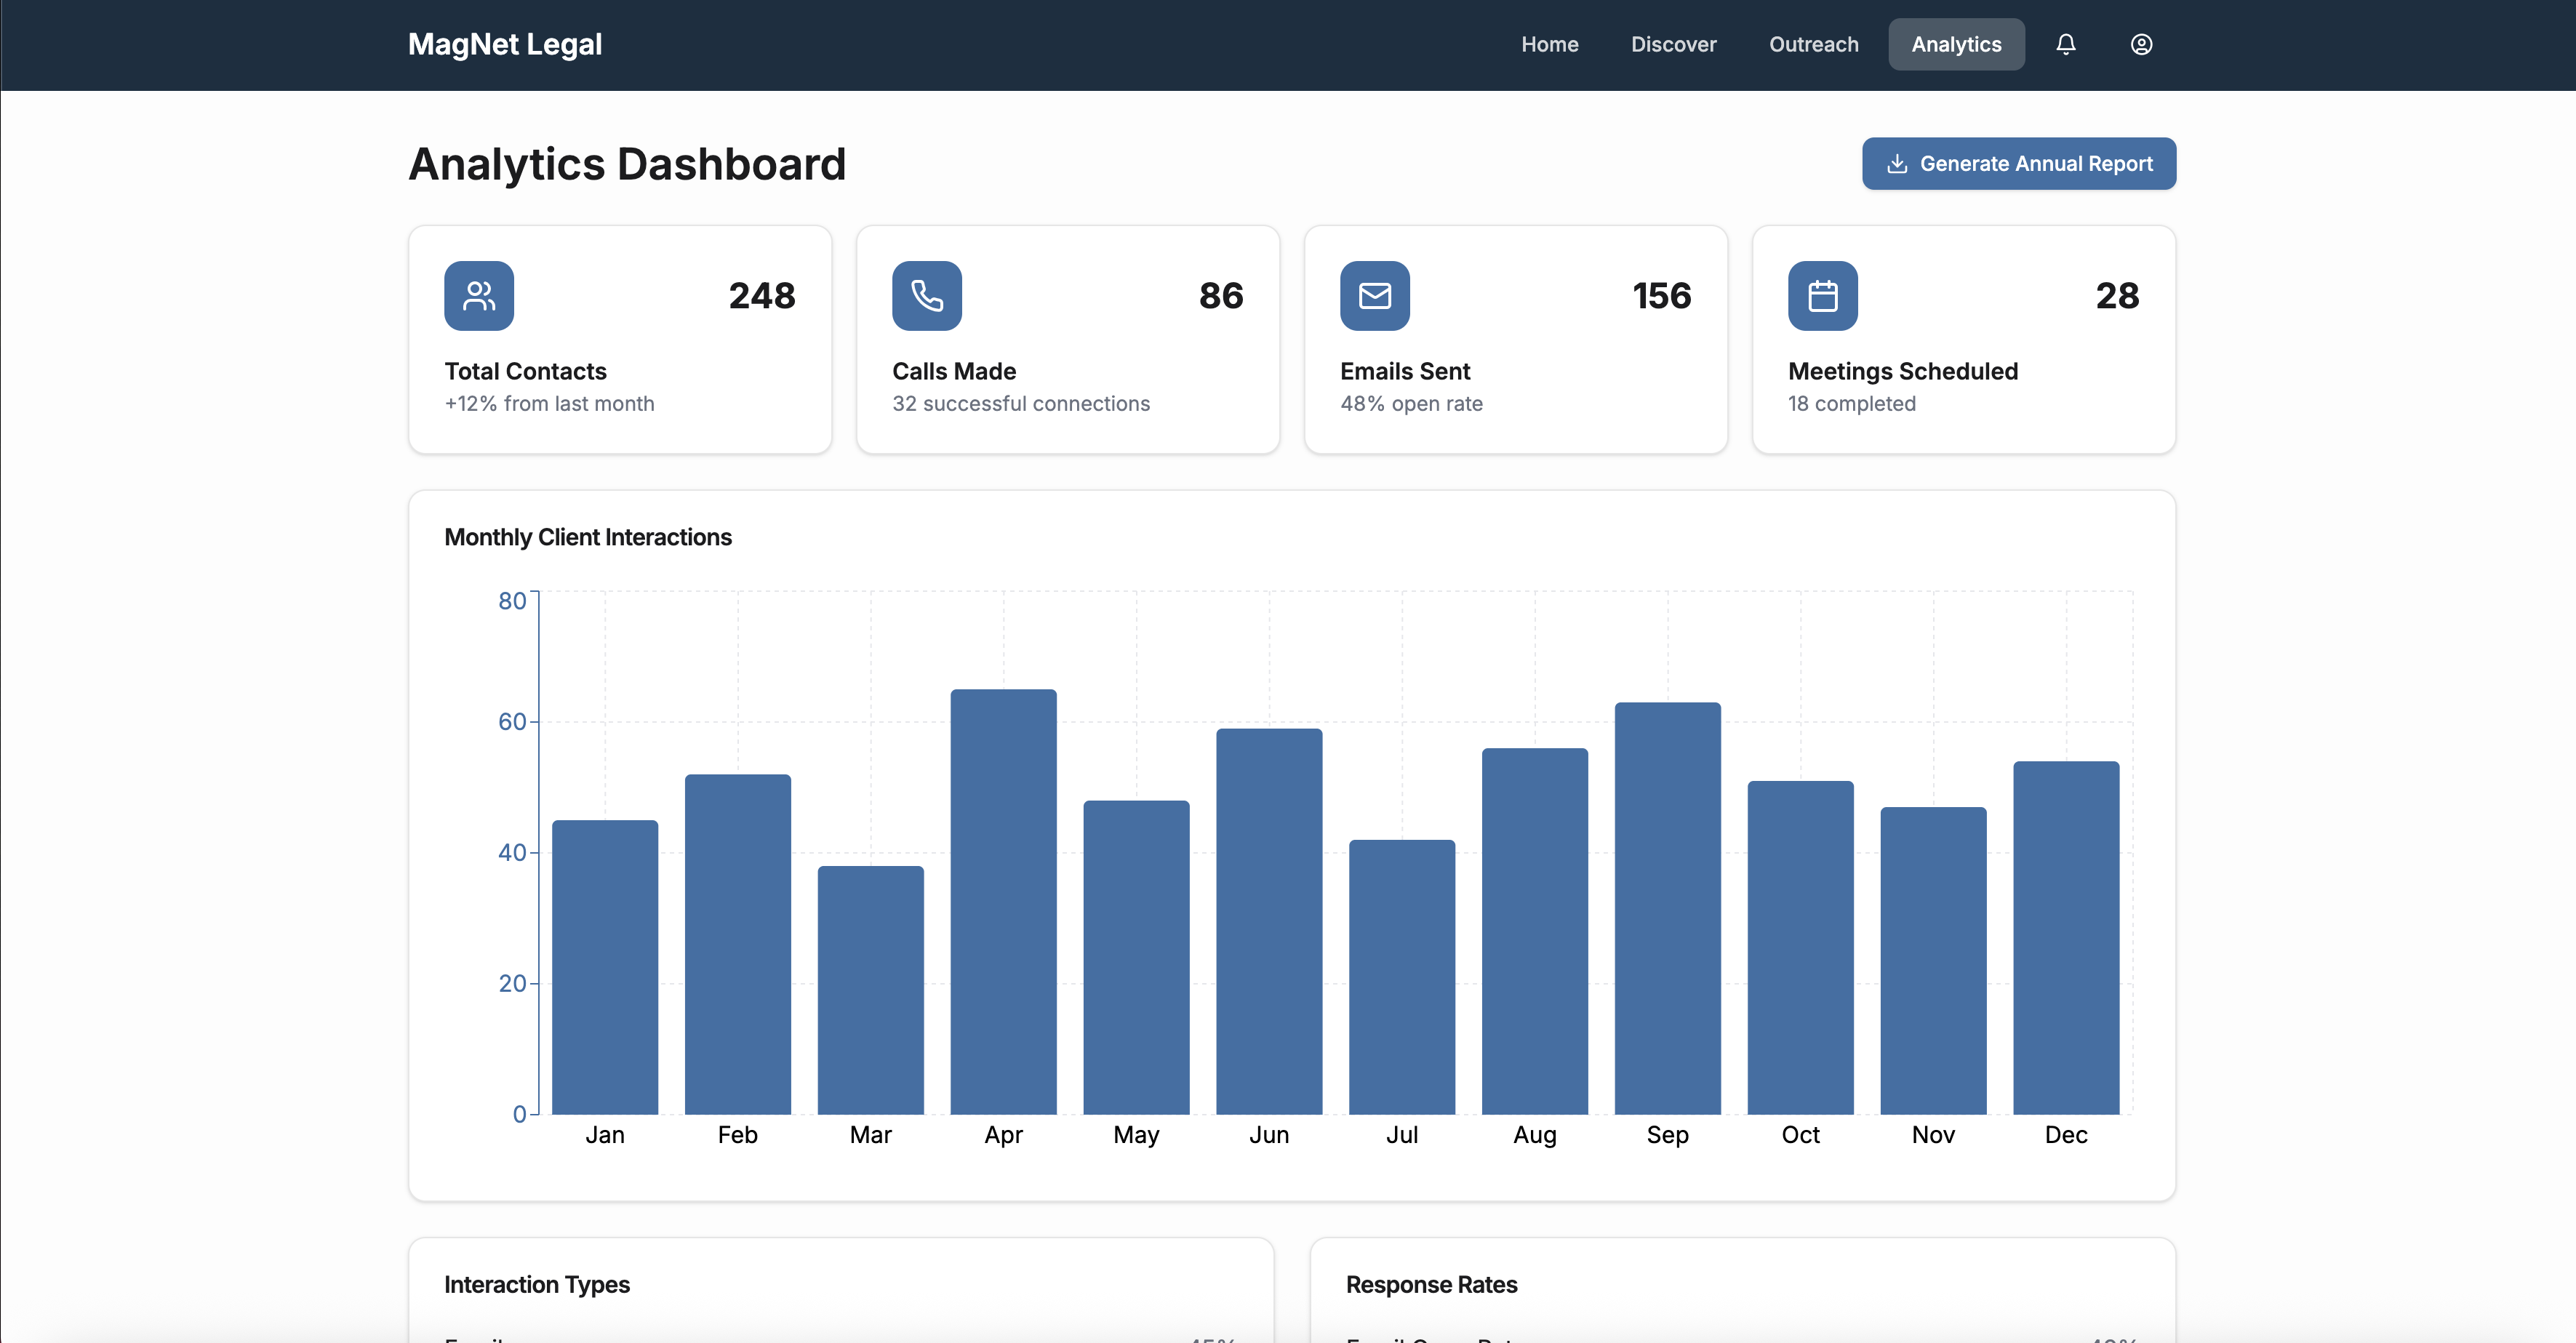 MagNet Legal
Home Discover Outreach Analytics
Analytics Dashboard
Generate Annual Report
248
Total Contacts
+12% from last month
86
Calls Made
32 successful connections
156
Emails Sent
48% open rate
28
Meetings Scheduled
18 completed
Monthly Client Interactions
80
60
40
20
0
Jan Feb Mar Apr May Jun Jul Aug Sep Oct Nov Dec
Interaction Types
Response Rates